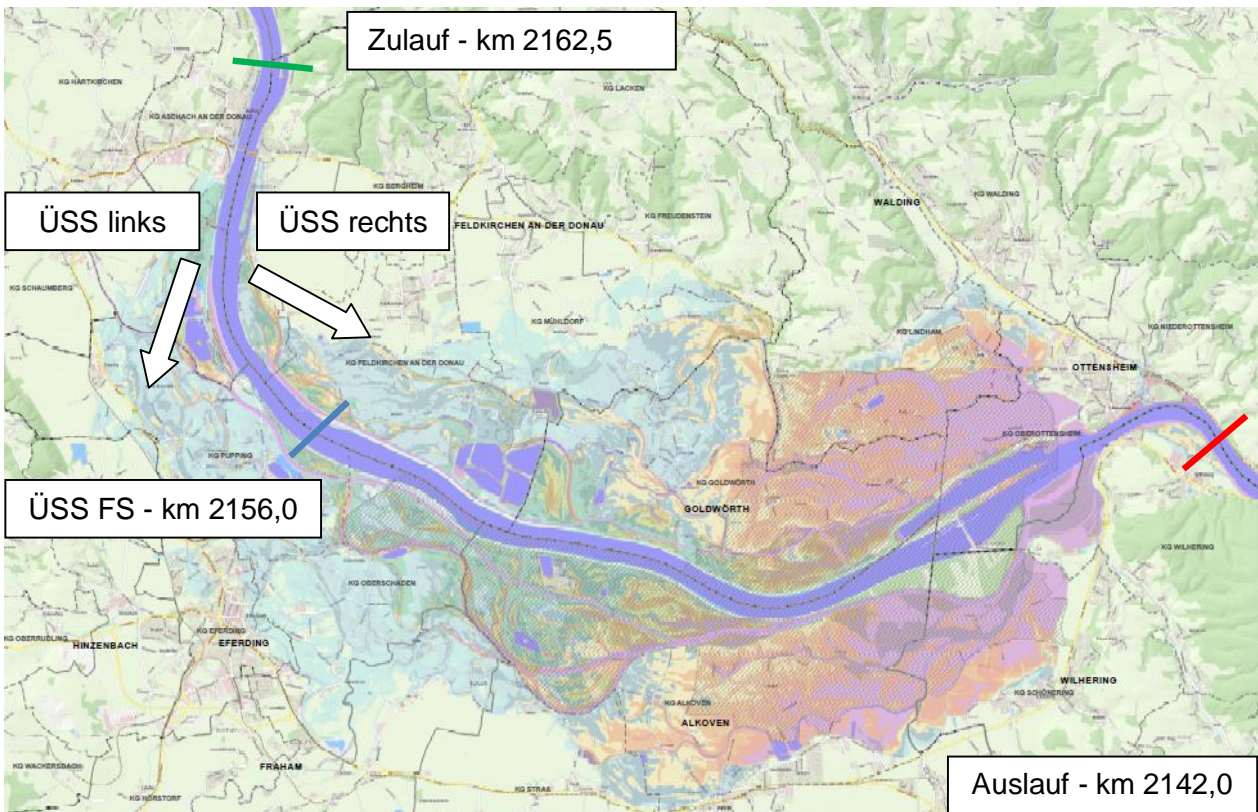 Zulauf - km 2162,5
KG HARTKIRCHEN
KG LACKEN
KG ASCHACH AN DER DONAU
KG BERGHEIM
KG WALDING
WALDING
ÜSS links
ÜSS rechts
KG FREUDENSTEIN
FELDKIRCHEN AN DER DONAU
KG SCHAUMBERG
KG MÜHLDORF
KG LINDHAM
KG NIEDEROTTENSHEIM
KG FELDKIRCHEN AN DER DONAU
OTTENSHEIM
KG OBEROTTENSHEIM
KG PUPPING
KG GOLDWÖRTH
ÜSS FS - km 2156,0
GOLDWÖRTH
KG WILHERING
KG OBERSCHADEN
KG EFERDING
KG OBERRUDLING
HINZENBACH
EFERDING
WILHERING
KG SCHÖNERING
KG ALKOVEN
ALKOVEN
KG WACKERSBACH
FRAHAM
KG STRAß
KG HÖRSTORF
Auslauf - km 2142,0